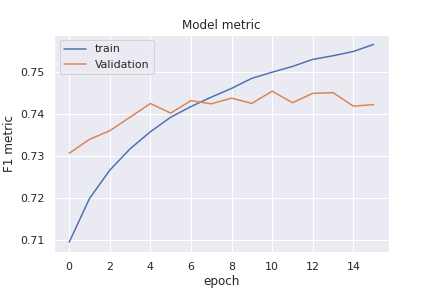 Model metric
train
Validation
F1 metric
0.75
0.74
0.73
0.72
0.71
0 2 4 6 8 10 12 14
epoch